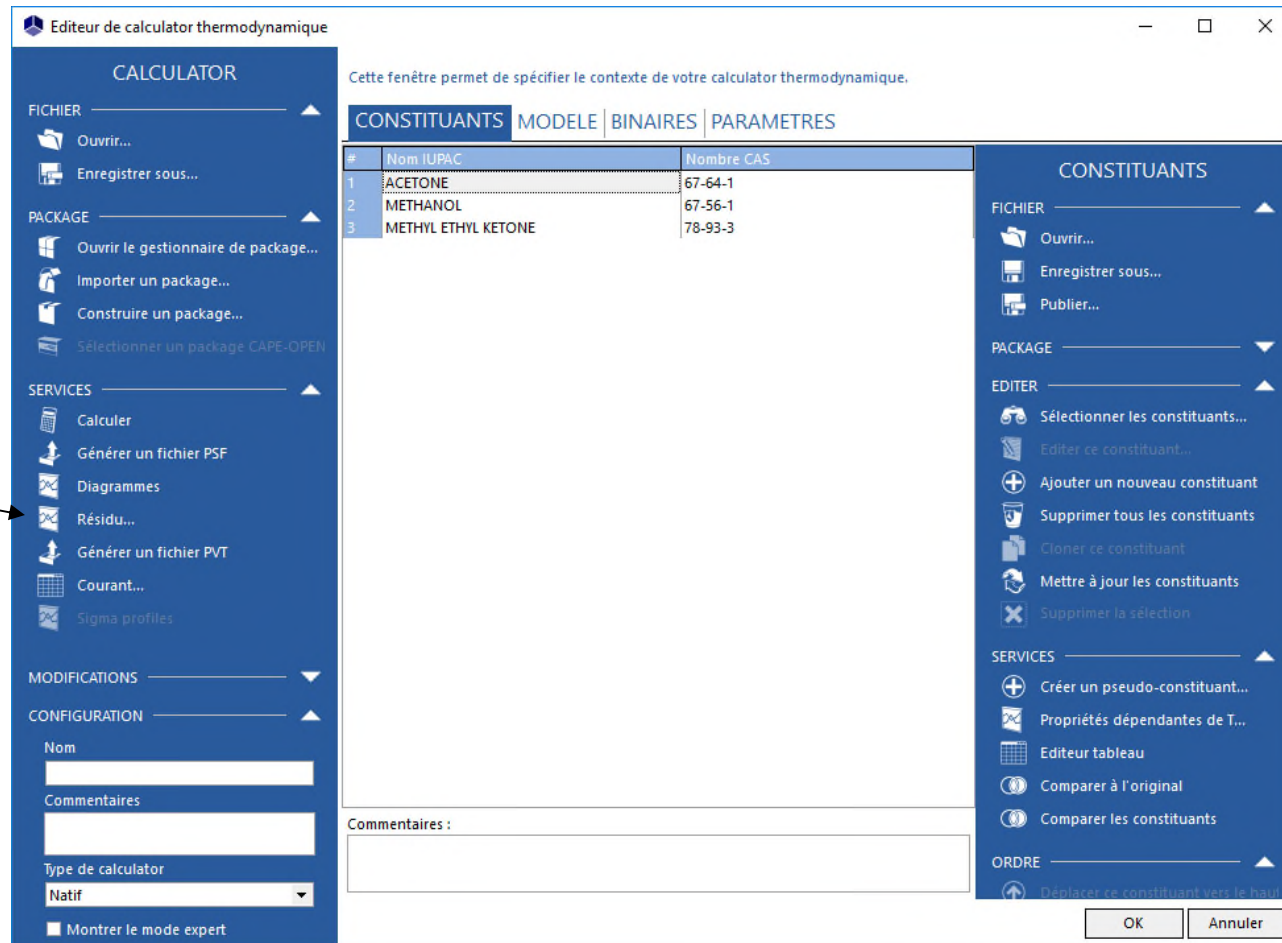 Editeur de calculator thermodynamique
CALCULATOR
FICHIER
Ouvrir...
Enregistrer sous...
PACKAGE
Ouvrir le gestionnaire de package...
Importer un package...
Construire un package...
Sélectionner un package CAPE-OPEN
SERVICES
Calculer
Générer un fichier PSF
Diagrammes
Résidu...
Générer un fichier PVT
Courant...
Sigma profiles
MODIFICATIONS
CONFIGURATION
Nom
Commentaires
Type de calculator
Natif
Montrer le mode expert
Cette fenêtre permet de spécifier le contexte de votre calculator thermodynamique.
CONSTITUANTS MODELE BINAIRES PARAMETRES
# Nom IUPAC Nombre CAS
1 ACETONE 67-64-1
2 METHANOL 67-56-1
3 METHYL ETHYL KETONE 78-93-3
Commentaires :
CONSTITUANTS
FICHIER
Ouvrir...
Enregistrer sous...
Publier...
PACKAGE
EDITER
Sélectionner les constituants...
Editer ce constituant...
Ajouter un nouveau constituant
Supprimer tous les constituants
Cloner ce constituant
Mettre à jour les constituants
Supprimer la sélection
SERVICES
Créer un pseudo-constituant...
Propriétés dépendantes de T...
Editeur tableau
Comparer à l'original
Comparer les constituants
ORDRE
Déplacer ce constituant vers le haut
OK Annuler